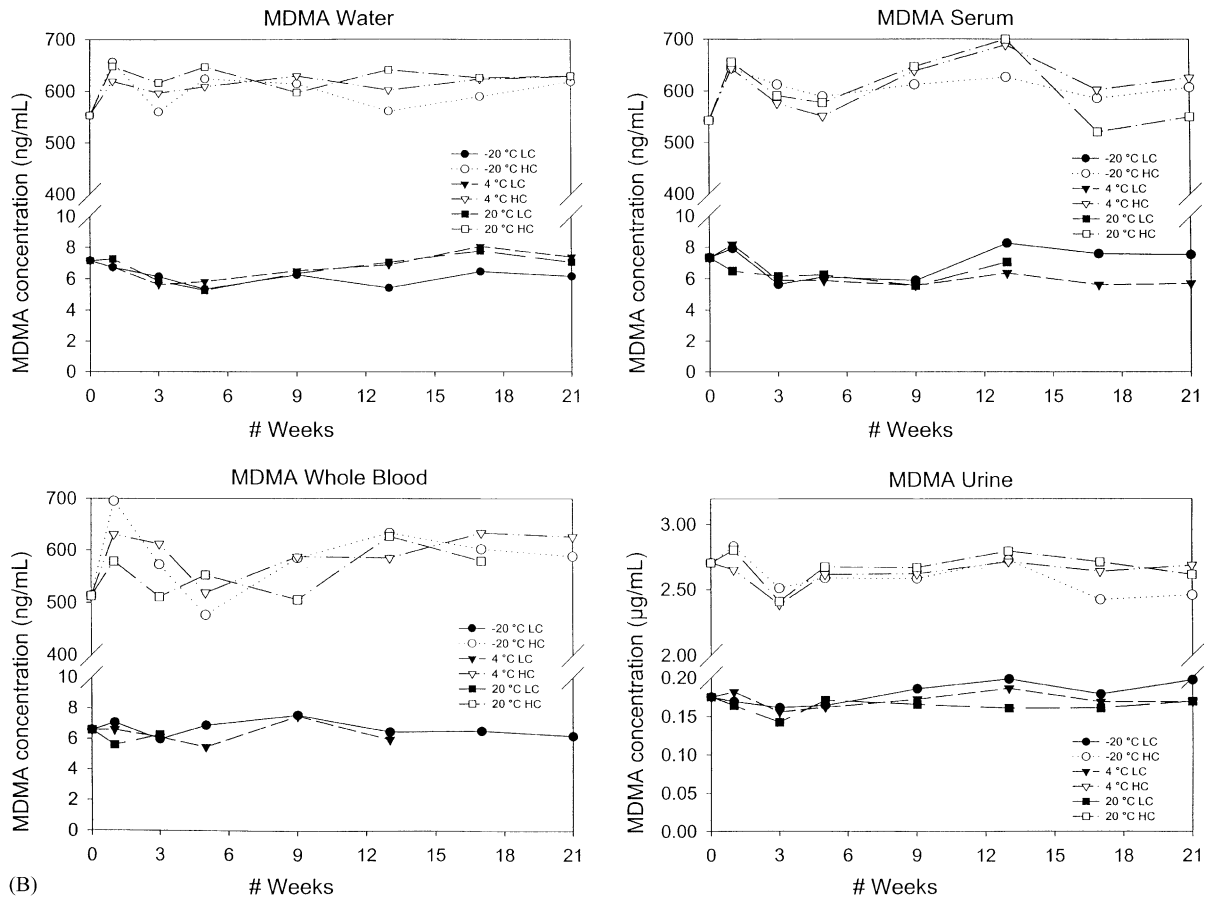 MDMA Water
MDMA concentration (ng/mL)
700
600
500
400
10
8
6
4
2
0
-20 °C LC
-20 °C HC
4 °C LC
4 °C HC
20 °C LC
20 °C HC
0 3 6 9 12 15 18 21
# Weeks
MDMA Serum
MDMA concentration (ng/mL)
700
600
500
400
10
8
6
4
2
0
-20 °C LC
-20 °C HC
4 °C LC
4 °C HC
20 °C LC
20 °C HC
0 3 6 9 12 15 18 21
# Weeks
MDMA Whole Blood
MDMA concentration (ng/mL)
700
600
500
400
10
8
6
4
2
0
-20 °C LC
-20 °C HC
4 °C LC
4 °C HC
20 °C LC
20 °C HC
0 3 6 9 12 15 18 21
# Weeks
MDMA Urine
MDMA concentration (µg/mL)
3.00
2.50
2.00
0.20
0.15
0.10
0.05
0.00
-20 °C LC
-20 °C HC
4 °C LC
4 °C HC
20 °C LC
20 °C HC
0 3 6 9 12 15 18 21
# Weeks
(B)